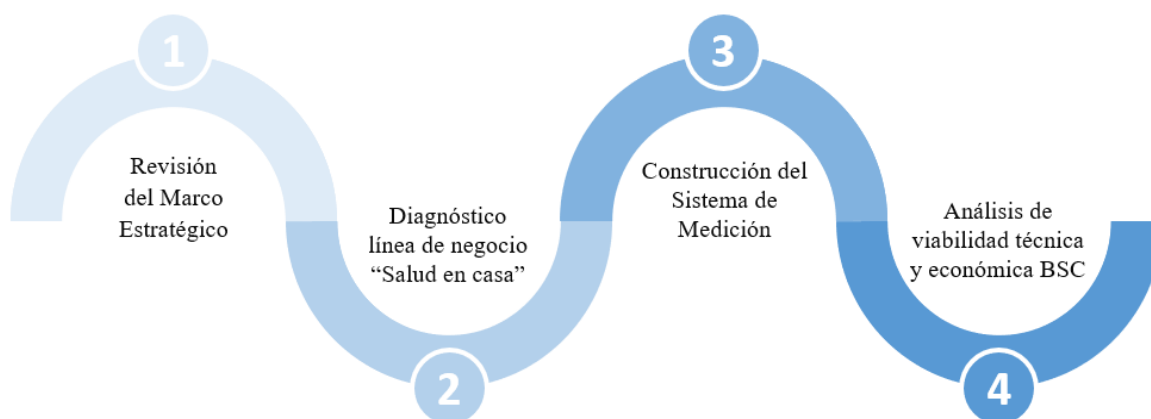 1
Revisión
del Marco
Estratégico
2
Diagnóstico
línea de negocio
“Salud en casa”
3
Construcción del
Sistema de
Medición
4
Análisis de
viabilidad técnica
y económica BSC